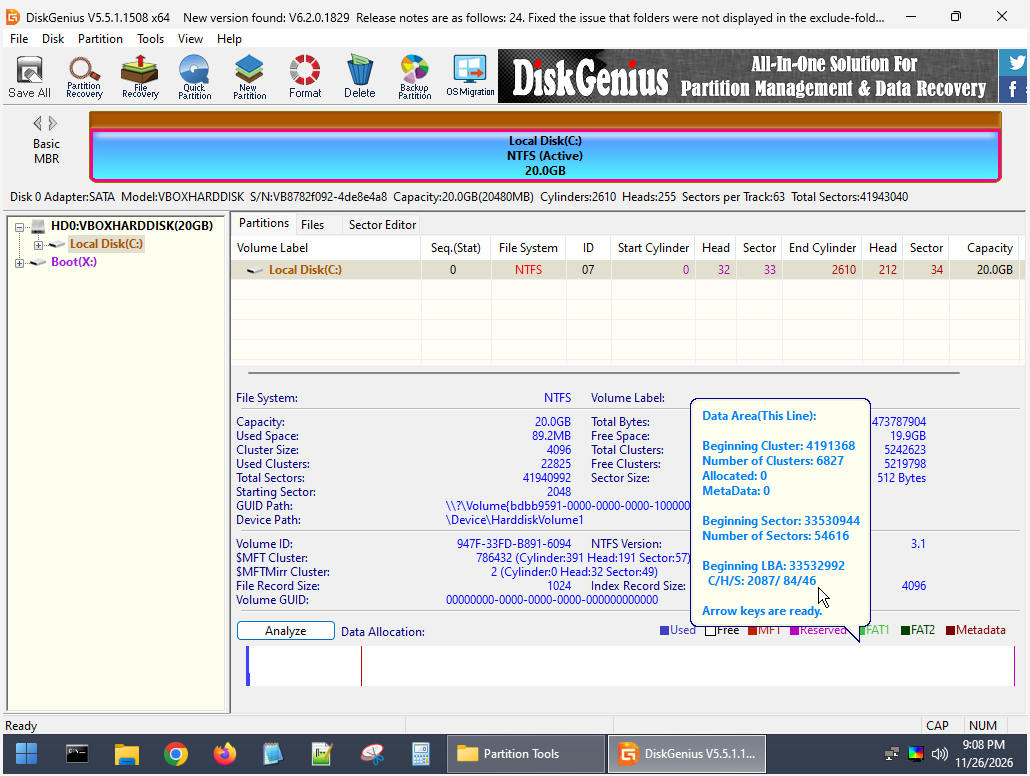 DiskGenius V5.5.1.1508 x64    New version found: V6.2.0.1829  Release notes are as follows: 24. Fixed the issue that folders were not displayed in the exclude-fold...
File  Disk  Partition  Tools  View  Help
Save All  Partition Recovery  File Recovery  Quick Partition  New Partition  Format  Delete  Backup Partition  OS Migration
DiskGenius All-In-One Solution For
Partition Management & Data Recovery
Basic
MBR
Local Disk(C:)
NTFS (Active)
20.0GB
Disk 0 Adapter:SATA  Model:VBOXHARDDISK  S/N:VB8782f092-4de8e4a8  Capacity:20.0GB(20480MB)  Cylinders:2610  Heads:255  Sectors per Track:63  Total Sectors:41943040
HD0:VBOXHARDDISK(20GB)
Local Disk(C:)
Boot(X:)
Partitions  Files  Sector Editor
Volume Label  Seq.(Stat)  File System  ID  Start Cylinder  Head  Sector  End Cylinder  Head  Sector  Capacity
Local Disk(C:)  0  NTFS  07  0  32  33  2610  212  34  20.0GB
File System:  NTFS  Volume Label:
Capacity:  20.0GB  Total Bytes:  473787904
Used Space:  89.2MB  Free Space:  19.9GB
Cluster Size:  4096  Total Clusters:  5242623
Used Clusters:  22825  Free Clusters:  5219798
Total Sectors:  41940992  Sector Size:  512 Bytes
Starting Sector:  2048
GUID Path:  \\?\Volume{bdbb9591-0000-0000-0000-100000
Device Path:  \Device\HarddiskVolume1
Volume ID:  947F-33FD-B891-6094  NTFS Version:  3.1
$MFT Cluster:  786432 (Cylinder:391 Head:191 Sector:57)
$MFTMirr Cluster:  2 (Cylinder:0 Head:32 Sector:49)
File Record Size:  1024  Index Record Size:  4096
Volume GUID:  00000000-0000-0000-0000-000000000000
Data Area(This Line):
Beginning Cluster: 4191368
Number of Clusters: 6827
Allocated: 0
MetaData: 0
Beginning Sector: 33530944
Number of Sectors: 54616
Beginning LBA: 33532992
C/H/S: 2087/ 84/46
Arrow keys are ready.
Analyze  Data Allocation:  Used  Free  MFT  Reserved  FAT1  FAT2  Metadata
Ready  CAP  NUM
Partition Tools  DiskGenius V5.5.1.1...  9:08 PM
11/26/2026